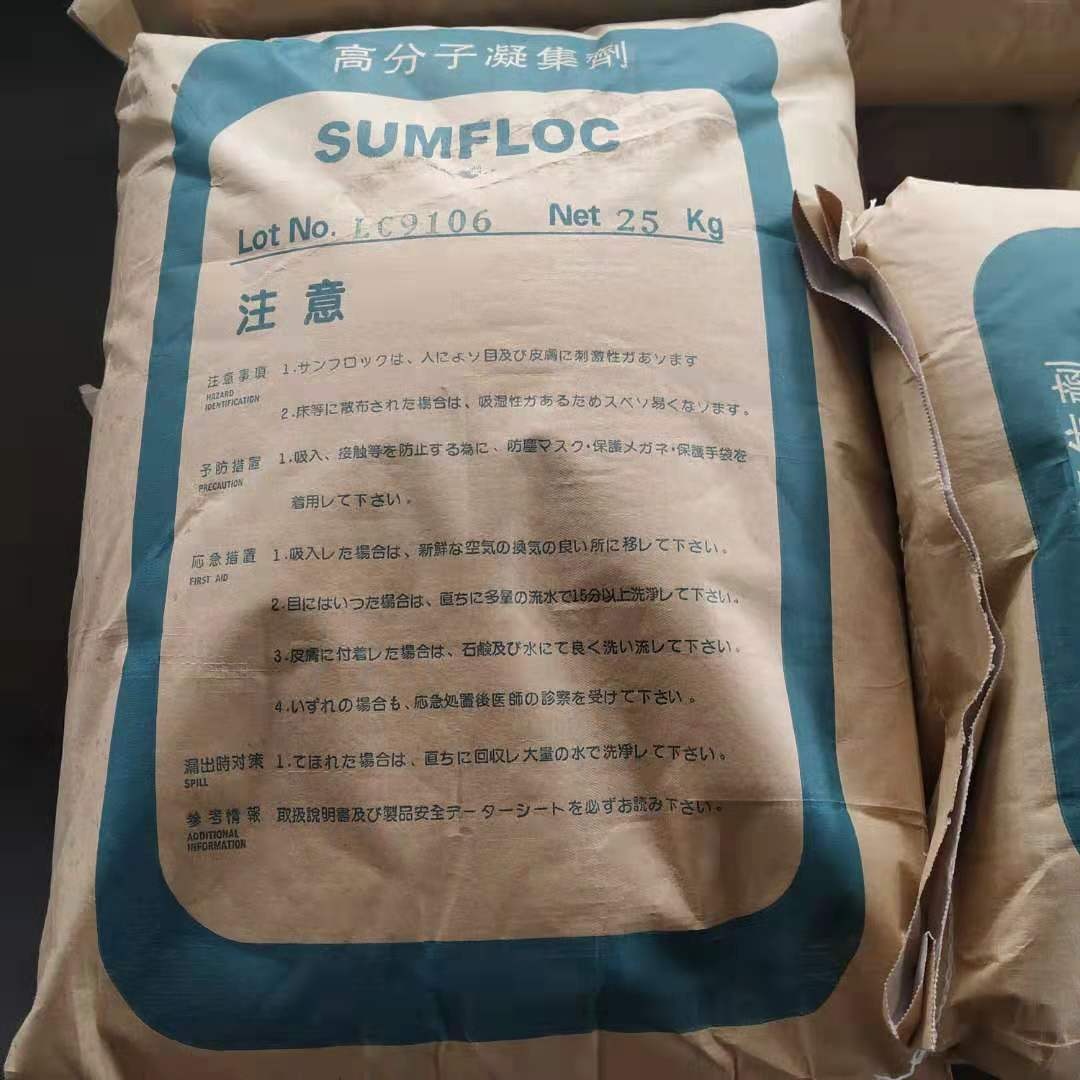 高分子凝集劑
SUMFLOC
Lot No. LC9106 Net 25 Kg
注意
注意事項 1.サンフロックは、人によソ目及び皮膚に刺激性があソます
HAZARD
IDENTIFICATION
2.床等に散布された場合は、吸湿性があるためスベソ易くなソます。
予防措置 1.吸入、接触等を防止する為に、防塵マスク・保護メガネ・保護手袋を
PRECAUTION
着用して下さい。
応急措置 1.吸入した場合は、新鮮な空気の換気の良い所に移して下さい。
FIRST AID
2.目にはいつた場合は、直ちに多量の流水で15分以上洗浄して下さい。
3.皮膚に付着した場合は、石鹸及び水にて良く洗い流して下さい。
4.いずれの場合も、応急処置後医師の診察を受けて下さい。
漏出時対策 1.てほれた場合は、直ちに回収レ大量の水で洗浄して下さい。
SPILL
参考情報 取扱説明書及び製品安全データーシートを必ずお読み下さい。
ADDITIONAL
INFORMATION
劑